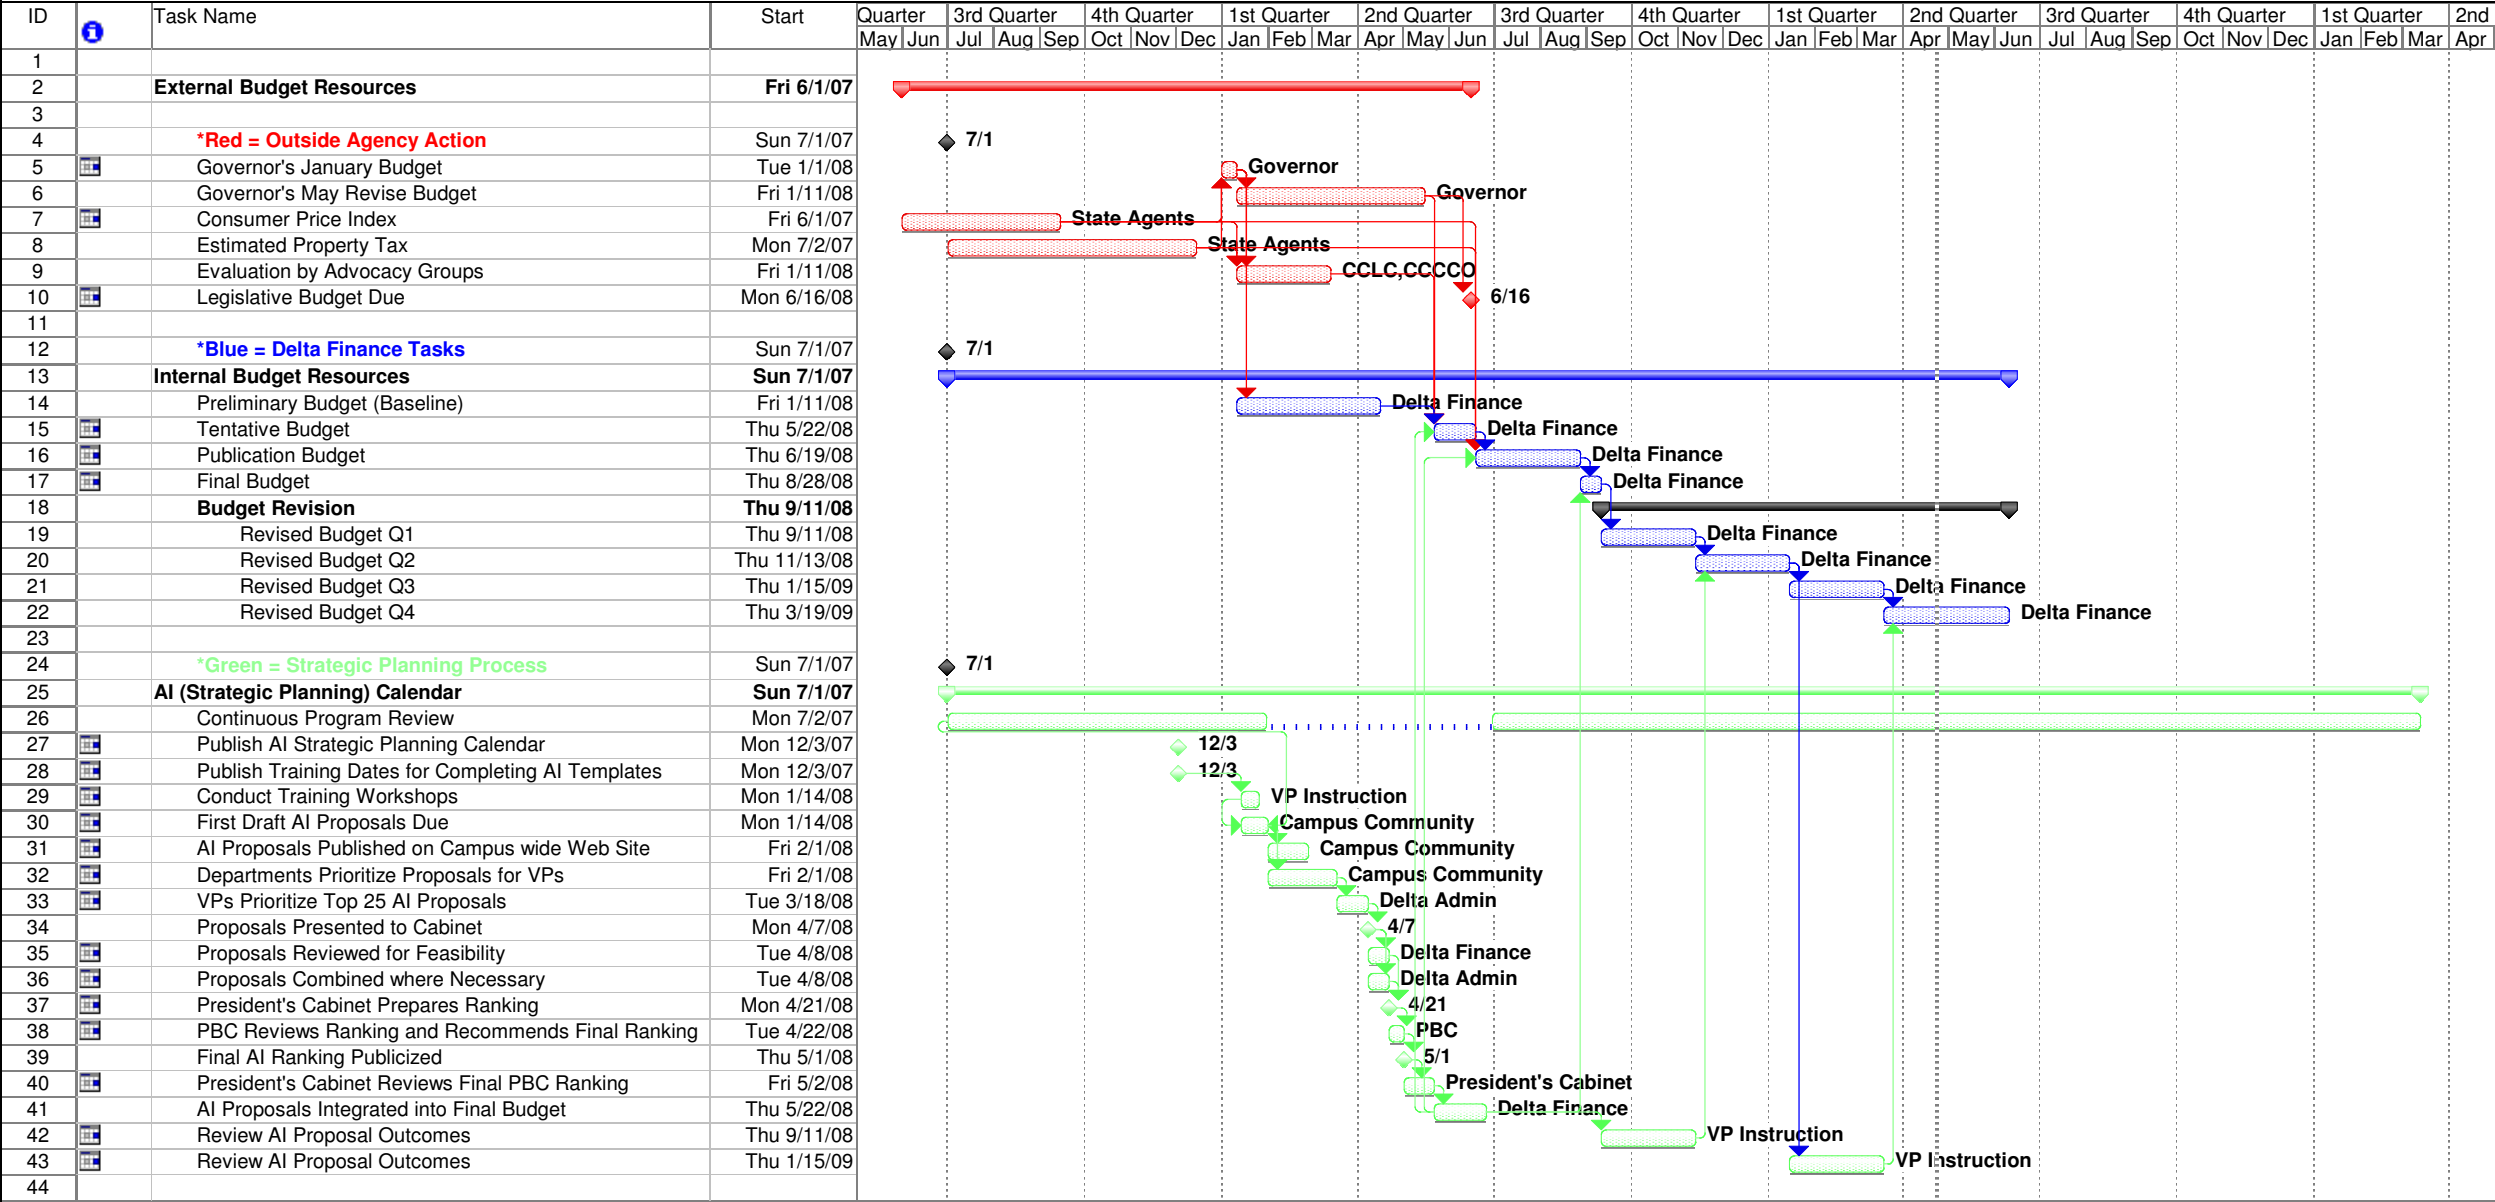 ID Task Name Start Quarter 3rd Quarter 4th Quarter 1st Quarter 2nd Quarter 3rd Quarter 4th Quarter 1st Quarter 2nd Quarter 3rd Quarter 4th Quarter 1st Quarter 2nd
May Jun Jul Aug Sep Oct Nov Dec Jan Feb Mar Apr May Jun Jul Aug Sep Oct Nov Dec Jan Feb Mar Apr May Jun Jul Aug Sep Oct Nov Dec Jan Feb Mar Apr
1
2 External Budget Resources Fri 6/1/07
3
4 *Red = Outside Agency Action Sun 7/1/07 7/1
5 Governor's January Budget Tue 1/1/08 Governor
6 Governor's May Revise Budget Fri 1/11/08 Governor
7 Consumer Price Index Fri 6/1/07 State Agents
8 Estimated Property Tax Mon 7/2/07 State Agents
9 Evaluation by Advocacy Groups Fri 1/11/08 CCLC,CCCCO
10 Legislative Budget Due Mon 6/16/08 6/16
11
12 *Blue = Delta Finance Tasks Sun 7/1/07 7/1
13 Internal Budget Resources Sun 7/1/07
14 Preliminary Budget (Baseline) Fri 1/11/08 Delta Finance
15 Tentative Budget Thu 5/22/08 Delta Finance
16 Publication Budget Thu 6/19/08 Delta Finance
17 Final Budget Thu 8/28/08 Delta Finance
18 Budget Revision Thu 9/11/08
19 Revised Budget Q1 Thu 9/11/08 Delta Finance
20 Revised Budget Q2 Thu 11/13/08 Delta Finance
21 Revised Budget Q3 Thu 1/15/09 Delta Finance
22 Revised Budget Q4 Thu 3/19/09 Delta Finance
23
24 *Green = Strategic Planning Process Sun 7/1/07 7/1
25 AI (Strategic Planning) Calendar Sun 7/1/07
26 Continuous Program Review Mon 7/2/07
27 Publish AI Strategic Planning Calendar Mon 12/3/07 12/3
28 Publish Training Dates for Completing AI Templates Mon 12/3/07 12/3
29 Conduct Training Workshops Mon 1/14/08 VP Instruction
30 First Draft AI Proposals Due Mon 1/14/08 Campus Community
31 AI Proposals Published on Campus wide Web Site Fri 2/1/08 Campus Community
32 Departments Prioritize Proposals for VPs Fri 2/1/08 Campus Community
33 VPs Prioritize Top 25 AI Proposals Tue 3/18/08 Delta Admin
34 Proposals Presented to Cabinet Mon 4/7/08 4/7
35 Proposals Reviewed for Feasibility Tue 4/8/08 Delta Finance
36 Proposals Combined where Necessary Tue 4/8/08 Delta Admin
37 President's Cabinet Prepares Ranking Mon 4/21/08 4/21
38 PBC Reviews Ranking and Recommends Final Ranking Tue 4/22/08 PBC
39 Final AI Ranking Publicized Thu 5/1/08 5/1
40 President's Cabinet Reviews Final PBC Ranking Fri 5/2/08 President's Cabinet
41 AI Proposals Integrated into Final Budget Thu 5/22/08 Delta Finance
42 Review AI Proposal Outcomes Thu 9/11/08 VP Instruction
43 Review AI Proposal Outcomes Thu 1/15/09 VP Instruction
44